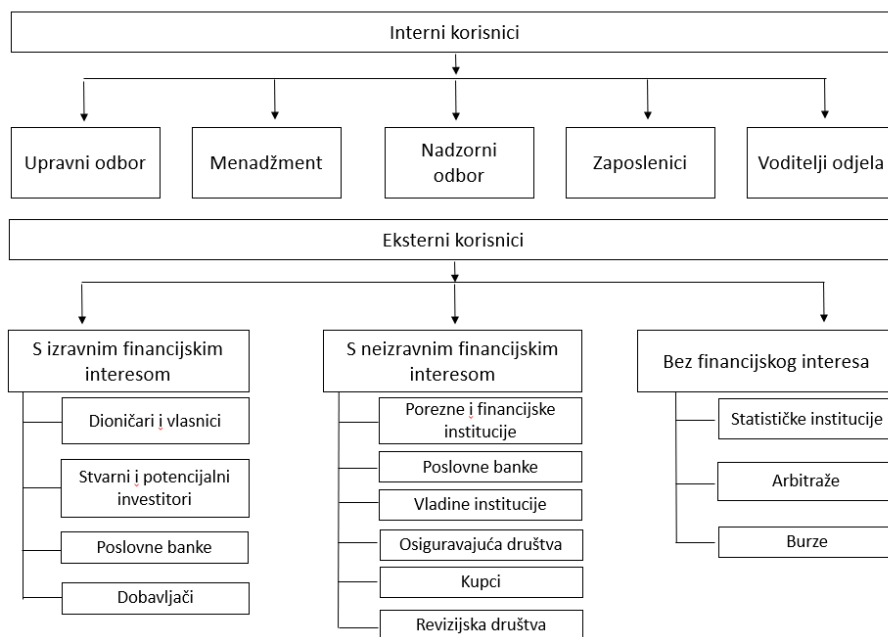 Interni korisnici
Upravni odbor
Menadžment
Nadzorni
odbor
Zaposlenici
Voditelji odjela
Eksterni korisnici
S izravnim financijskim
interesom
Dioničari i vlasnici
Stvarni i potencijalni
investitori
Poslovne banke
Dobavljači
S neizravnim financijskim
interesom
Porezne i financijske
institucije
Poslovne banke
Vladine institucije
Osiguravajuća društva
Kupci
Revizijska društva
Bez financijskog interesa
Statističke institucije
Arbitraže
Burze